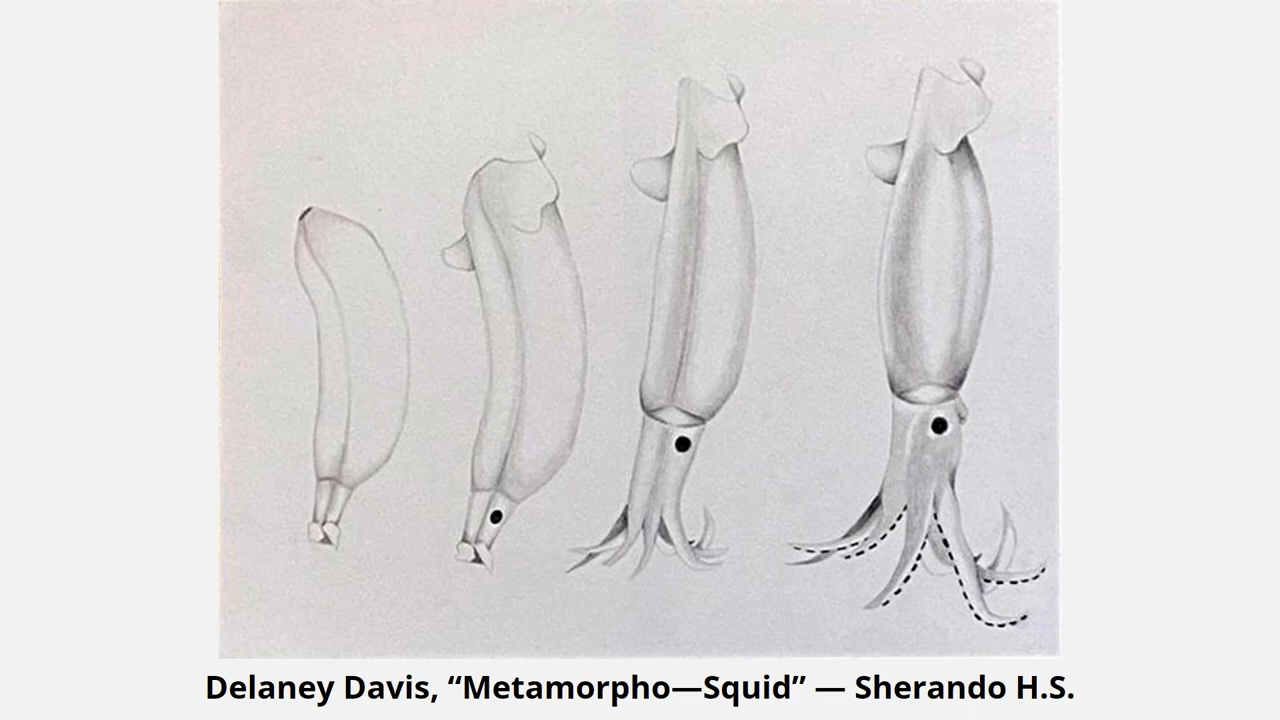 Delaney Davis, “Metamorpho—Squid” — Sherando H.S.